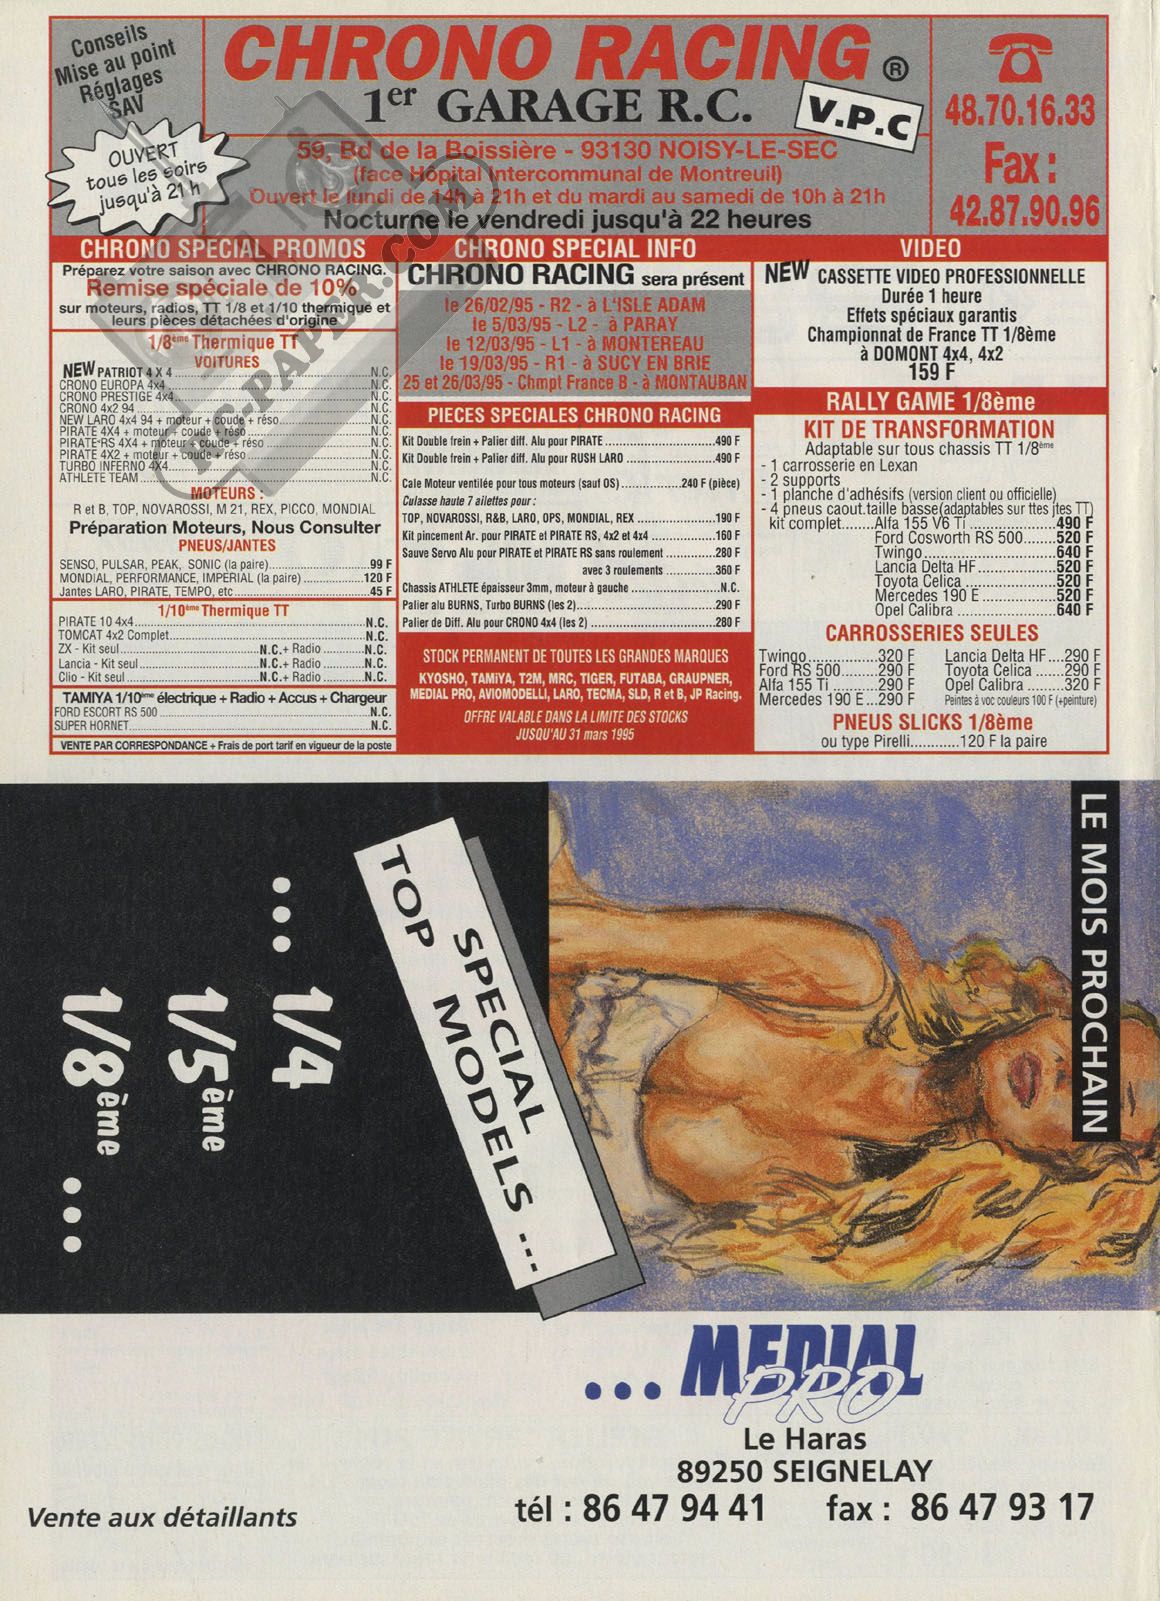 Conseils
Mise au point
Réglages
SAV
OUVERT
tous les soirs
jusqu'à 21 h
CHRONO RACING ®
1er GARAGE R.C.
V.P.C
59, Bd de la Boissière - 93130 NOISY-LE-SEC
(face Hôpital Intercommunal de Montreuil)
Ouvert le lundi de 14h à 21h et du mardi au samedi de 10h à 21h
Nocturne le vendredi jusqu'à 22 heures
48.70.16.33
Fax :
42.87.90.96
RC-PAPER.COM
CHRONO SPECIAL PROMOS
Préparez votre saison avec CHRONO RACING.
Remise spéciale de 10%
sur moteurs, radios, TT 1/8 et 1/10 thermique et
leurs pièces détachées d'origine
1/8ème Thermique TT
VOITURES
NEW PATRIOT 4 X 4 N.C.
CRONO EUROPA 4x4 N.C.
CRONO PRESTIGE 4x4 N.C.
CRONO 4x2 94 N.C.
NEW LARO 4x4 94 + moteur + coude + réso N.C.
PIRATE 4X4 + moteur + coude + réso N.C.
PIRATE RS 4X4 + moteur + coude + réso N.C.
PIRATE 4X2 + moteur + coude + réso N.C.
TURBO INFERNO 4X4 N.C.
ATHLETE TEAM N.C.
MOTEURS :
R et B, TOP, NOVAROSSI, M 21, REX, PICCO, MONDIAL
Préparation Moteurs, Nous Consulter
PNEUS/JANTES
SENSO, PULSAR, PEAK, SONIC (la paire) 99 F
MONDIAL, PERFORMANCE, IMPERIAL (la paire) 120 F
Jantes LARO, PIRATE, TEMPO, etc 45 F
1/10ème Thermique TT
PIRATE 10 4x4 N.C.
TOMCAT 4x2 Complet N.C.
ZX - Kit seul N.C.+ Radio N.C.
Lancia - Kit seul N.C.+ Radio N.C.
Clio - Kit seul N.C.+ Radio N.C.
TAMIYA 1/10ème électrique + Radio + Accus + Chargeur
FORD ESCORT RS 500 N.C.
SUPER HORNET N.C.
VENTE PAR CORRESPONDANCE + Frais de port tarif en vigueur de la poste
CHRONO SPECIAL INFO
CHRONO RACING sera présent
le 26/02/95 - R2 - à L'ISLE ADAM
le 5/03/95 - L2 - à PARAY
le 12/03/95 - L1 - à MONTEREAU
le 19/03/95 - R1 - à SUCY EN BRIE
25 et 26/03/95 - Chmpt France B - à MONTAUBAN
PIECES SPECIALES CHRONO RACING
Kit Double frein + Palier diff. Alu pour PIRATE 490 F
Kit Double frein + Palier diff. Alu pour RUSH LARO 490 F
Cale Moteur ventilée pour tous moteurs (sauf OS) 240 F (pièce)
Culasse haute 7 ailettes pour :
TOP, NOVAROSSI, R&B, LARO, OPS, MONDIAL, REX 190 F
Kit pincement Ar. pour PIRATE et PIRATE RS, 4x2 et 4x4 160 F
Sauve Servo Alu pour PIRATE et PIRATE RS sans roulement 280 F
avec 3 roulements 360 F
Chassis ATHLETE épaisseur 3mm, moteur à gauche N.C.
Palier alu BURNS, Turbo BURNS (les 2) 290 F
Palier de Diff. Alu pour CRONO 4x4 (les 2) 280 F
STOCK PERMANENT DE TOUTES LES GRANDES MARQUES
KYOSHO, TAMiYA, T2M, MRC, TIGER, FUTABA, GRAUPNER,
MEDIAL PRO, AVIOMODELLI, LARO, TECMA, SLD, R et B, JP Racing.
OFFRE VALABLE DANS LA LIMITE DES STOCKS
JUSQU'AU 31 mars 1995
VIDEO
NEW CASSETTE VIDEO PROFESSIONNELLE
Durée 1 heure
Effets spéciaux garantis
Championnat de France TT 1/8ème
à DOMONT 4x4, 4x2
159 F
RALLY GAME 1/8ème
KIT DE TRANSFORMATION
Adaptable sur tous chassis TT 1/8ème
- 1 carrosserie en Lexan
- 2 supports
- 1 planche d'adhésifs (version client ou officielle)
- 4 pneus caout.taille basse(adaptables sur ttes jtes TT)
kit complet Alfa 155 V6 Ti 490 F
Ford Cosworth RS 500 520 F
Twingo 640 F
Lancia Delta HF 520 F
Toyota Celica 520 F
Mercedes 190 E 520 F
Opel Calibra 640 F
CARROSSERIES SEULES
Twingo 320 F Lancia Delta HF 290 F
Ford RS 500 290 F Toyota Celica 290 F
Alfa 155 Ti 290 F Opel Calibra 320 F
Mercedes 190 E 290 F Peintes à voc couleurs 100 F (+peinture)
PNEUS SLICKS 1/8ème
ou type Pirelli 120 F la paire
LE MOIS PROCHAIN
SPECIAL
TOP MODELS ...
... 1/4
1/5ème
1/8ème ...
... MEDIAL
PRO
Le Haras
89250 SEIGNELAY
tél : 86 47 94 41 fax : 86 47 93 17
Vente aux détaillants